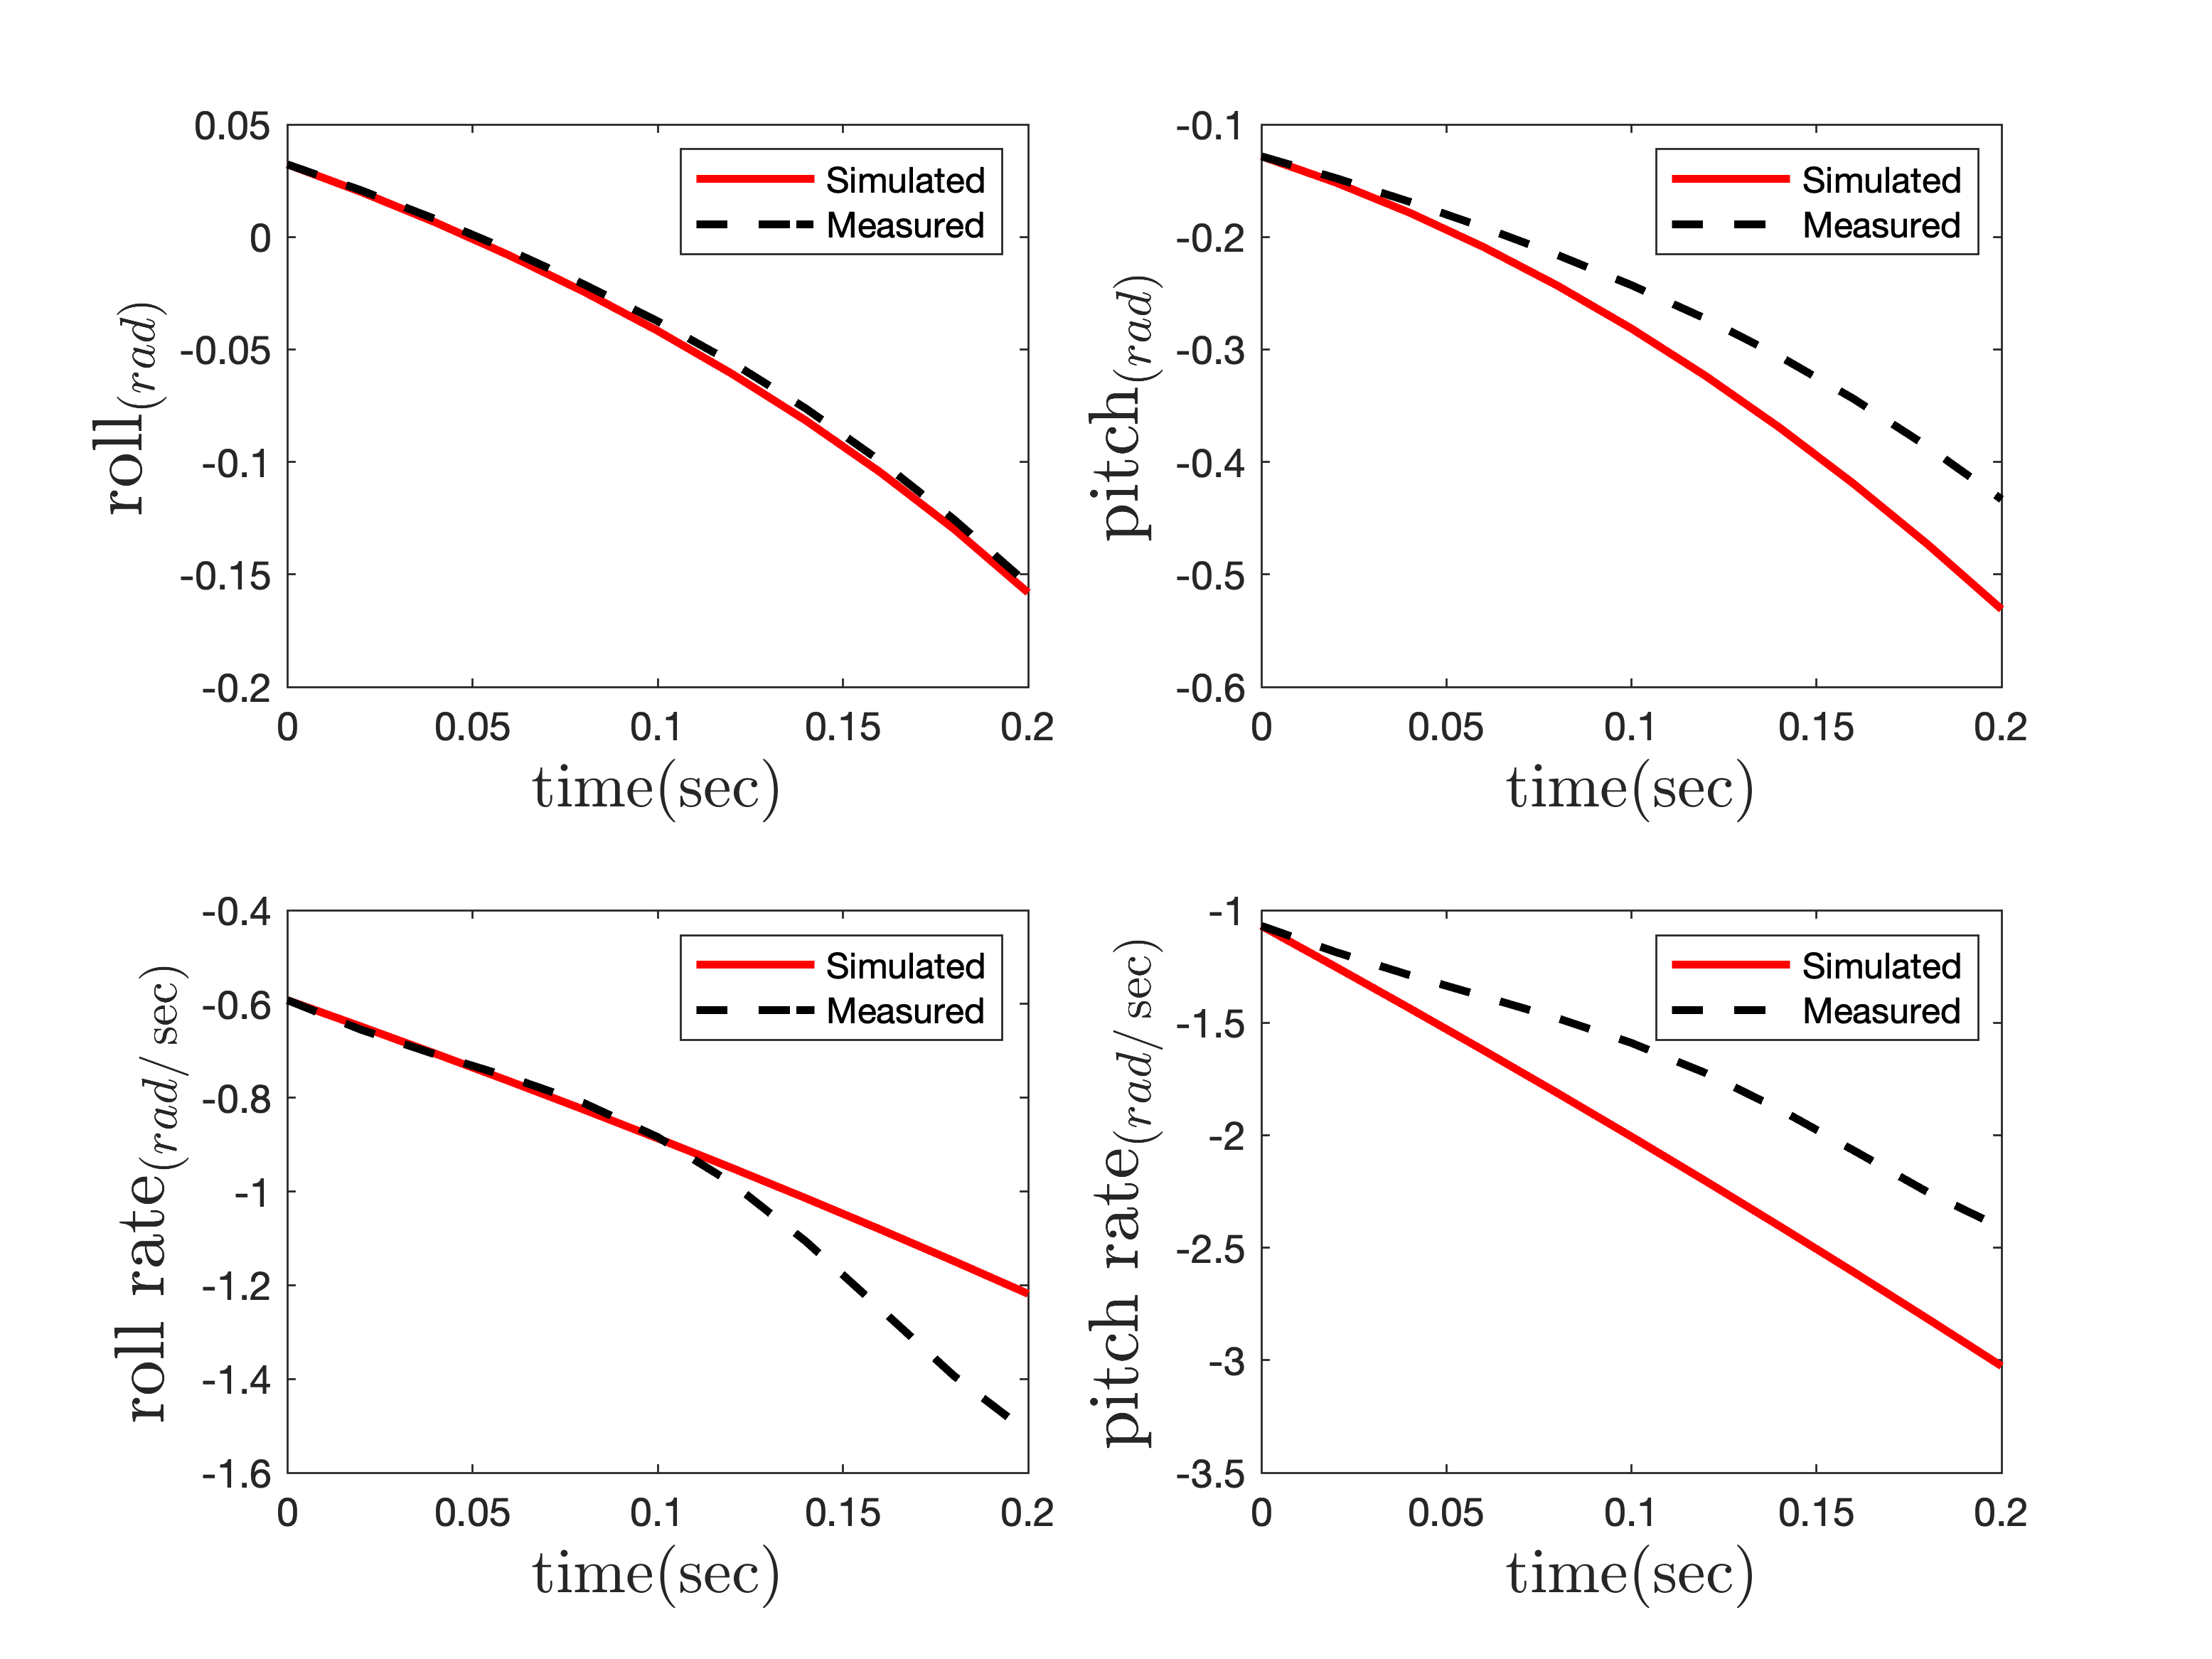 0.05
0
-0.05
-0.1
-0.15
-0.2
0
0.05
0.1
0.15
0.2
roll(rad)
time(sec)
Simulated
Measured
-0.1
-0.2
-0.3
-0.4
-0.5
-0.6
0
0.05
0.1
0.15
0.2
pitch(rad)
time(sec)
Simulated
Measured
-0.4
-0.6
-0.8
-1
-1.2
-1.4
-1.6
0
0.05
0.1
0.15
0.2
roll rate(rad/sec)
time(sec)
Simulated
Measured
-1
-1.5
-2
-2.5
-3
-3.5
0
0.05
0.1
0.15
0.2
pitch rate(rad/sec)
time(sec)
Simulated
Measured